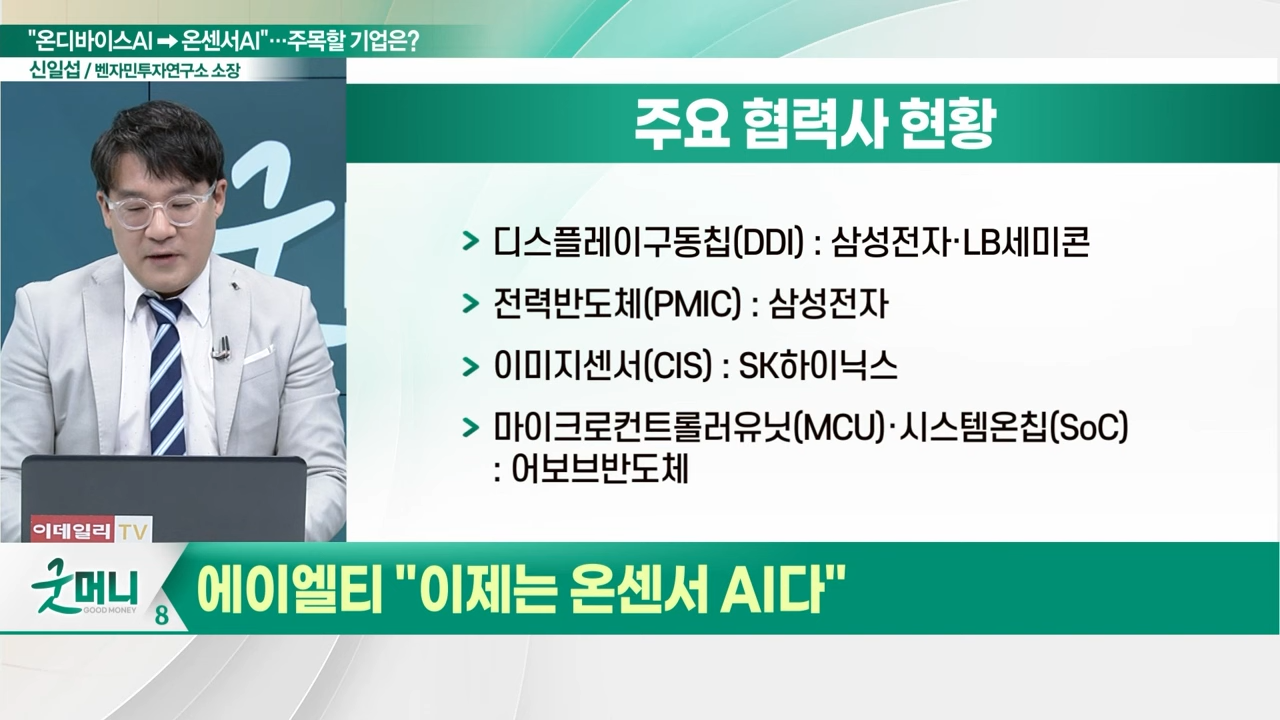 "온디바이스AI ➡ 온센서AI"…주목할 기업은?
신일섭 / 벤자민투자연구소 소장
주요 협력사 현황
> 디스플레이구동칩(DDI) : 삼성전자·LB세미콘
> 전력반도체(PMIC) : 삼성전자
> 이미지센서(CIS) : SK하이닉스
> 마이크로컨트롤러유닛(MCU)·시스템온칩(SoC)
: 어보브반도체
이데일리 TV
굿머니
GOOD MONEY
8
에이엘티 "이제는 온센서 AI다"